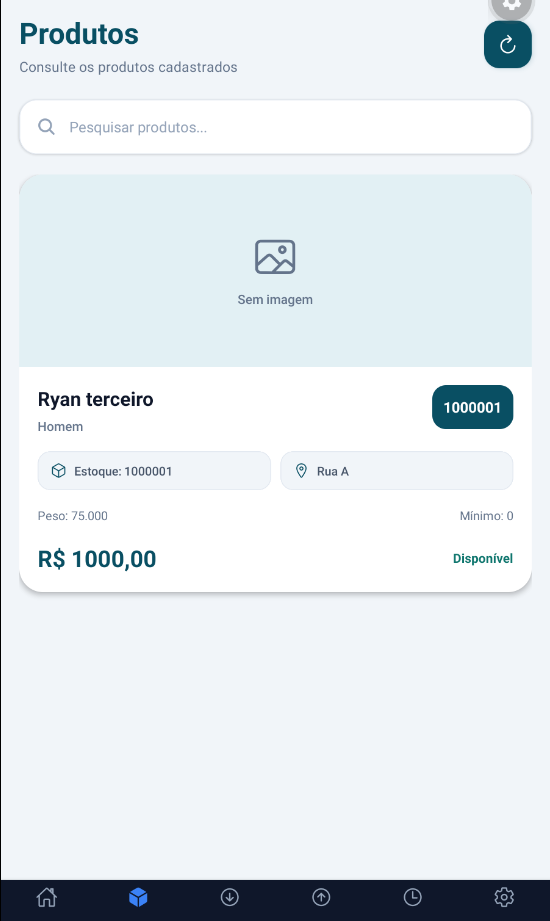 Produtos
Consulte os produtos cadastrados
Pesquisar produtos...
Sem imagem
Ryan terceiro
1000001
Homem
Estoque: 1000001
Rua A
Peso: 75.000
Mínimo: 0
R$ 1000,00
Disponível